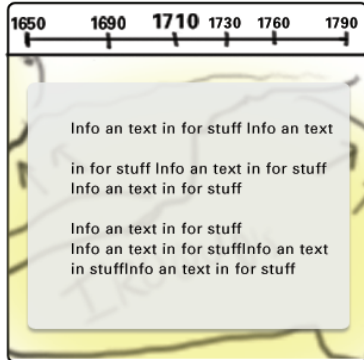 1650 1690 1710 1730 1760 1790
Info an text in for stuff Info an text
in for stuff Info an text in for stuff
Info an text in for stuff
Info an text in for stuff
Info an text in for stuffInfo an text
in stuffInfo an text in for stuff